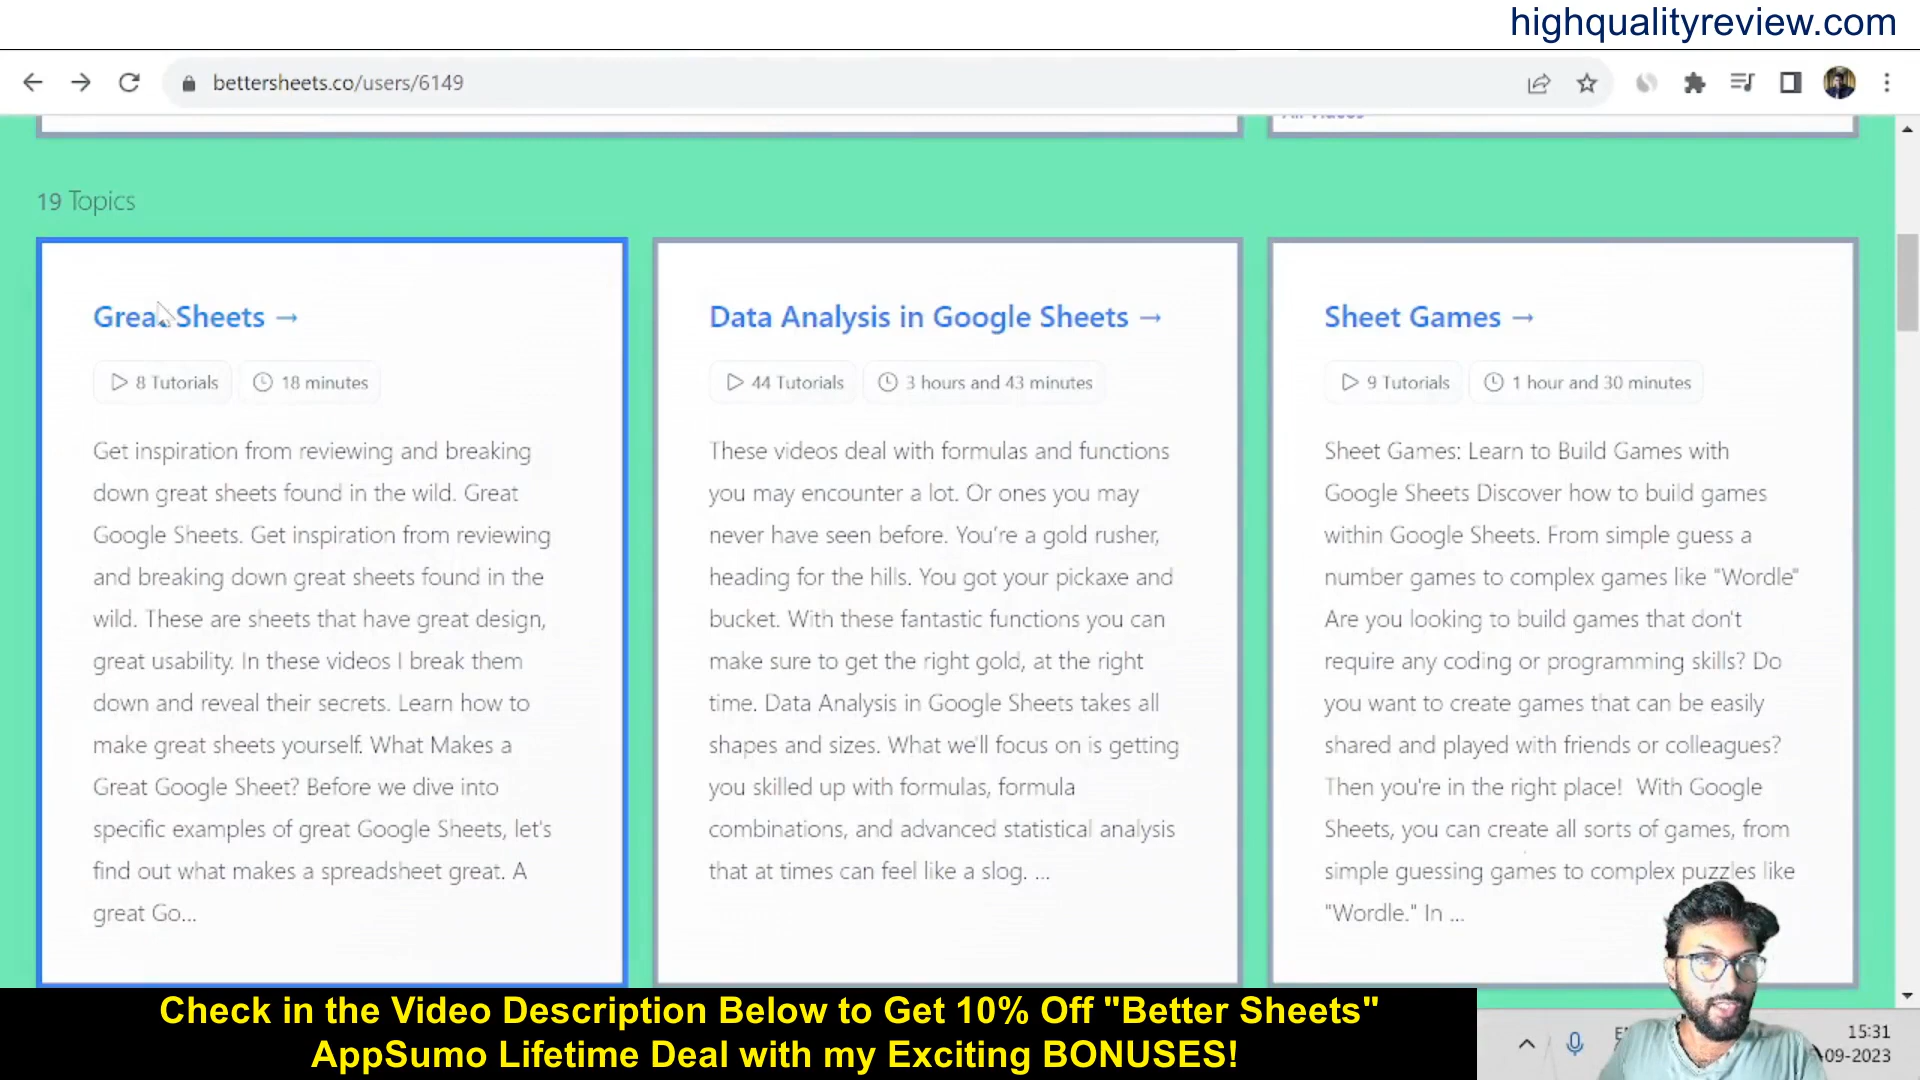 highqualityreview.com
bettersheets.co/users/6149
19 Topics
Great Sheets →
8 Tutorials
18 minutes
Get inspiration from reviewing and breaking
down great sheets found in the wild. Great
Google Sheets. Get inspiration from reviewing
and breaking down great sheets found in the
wild. These are sheets that have great design,
great usability. In these videos I break them
down and reveal their secrets. Learn how to
make great sheets yourself. What Makes a
Great Google Sheet? Before we dive into
specific examples of great Google Sheets, let's
find out what makes a spreadsheet great. A
great Go...
Data Analysis in Google Sheets →
44 Tutorials
3 hours and 43 minutes
These videos deal with formulas and functions
you may encounter a lot. Or ones you may
never have seen before. You're a gold rusher,
heading for the hills. You got your pickaxe and
bucket. With these fantastic functions you can
make sure to get the right gold, at the right
time. Data Analysis in Google Sheets takes all
shapes and sizes. What we'll focus on is getting
you skilled up with formulas, formula
combinations, and advanced statistical analysis
that at times can feel like a slog. ...
Sheet Games →
9 Tutorials
1 hour and 30 minutes
Sheet Games: Learn to Build Games with
Google Sheets Discover how to build games
within Google Sheets. From simple guess a
number games to complex games like "Wordle"
Are you looking to build games that don't
require any coding or programming skills? Do
you want to create games that can be easily
shared and played with friends or colleagues?
Then you're in the right place! With Google
Sheets, you can create all sorts of games, from
simple guessing games to complex puzzles like
"Wordle." In ...
Check in the Video Description Below to Get 10% Off "Better Sheets"
AppSumo Lifetime Deal with my Exciting BONUSES!
15:31
-09-2023